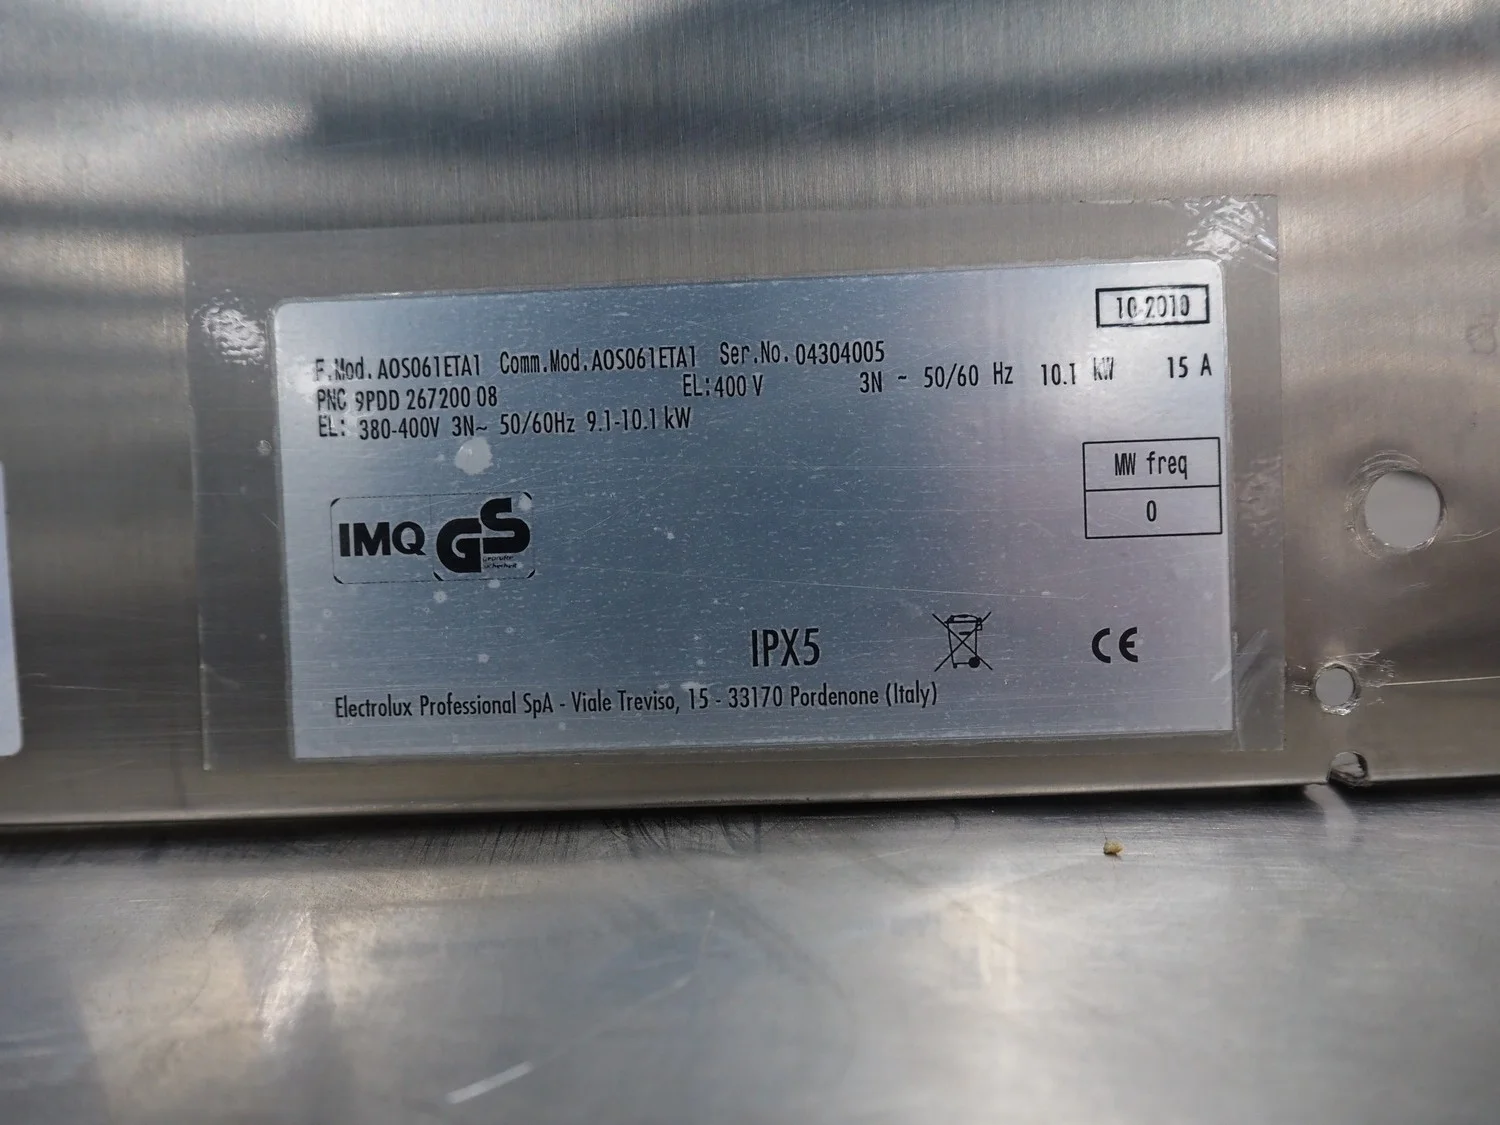 10-2010
F.Mod. AOS061ETA1 Comm.Mod. AOS061ETA1 Ser.No. 04304005
PNC 9PDD 267200 08 EL: 400 V 3N ~ 50/60 Hz 10.1 kW 15 A
EL: 380-400V 3N~ 50/60Hz 9.1-10.1 kW
MW freq
0
IMQ GS
geprüfte
Sicherheit
IPX5 CE
Electrolux Professional SpA - Viale Treviso, 15 - 33170 Pordenone (Italy)